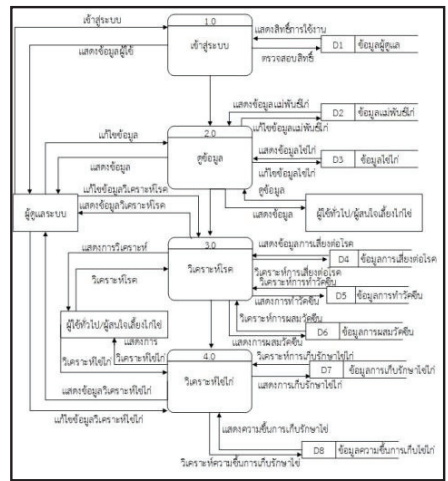 เข้าสู่ระบบ
1.0
แสดงสิทธิ์การใช้งาน
แสดงข้อมูลผู้ใช้
เข้าสู่ระบบ
D1 ข้อมูลผู้ดูแล
ตรวจสอบสิทธิ์
แสดงข้อมูลแม่พันธุ์ไก่
D2 ข้อมูลแม่พันธุ์ไก่
2.0
แก้ไขข้อมูล
แก้ไขข้อมูลแม่พันธุ์ไก่
ดูข้อมูล
แสดงข้อมูลไข่ไก่
D3 ข้อมูลไข่ไก่
แสดงข้อมูล
แก้ไขข้อมูลไข่ไก่
แก้ไขข้อมูลวิเคราะห์โรค
ดูข้อมูล
ผู้ดูแลระบบ
แสดงข้อมูลวิเคราะห์โรค
แสดงข้อมูล
ผู้ใช้ทั่วไป/ผู้สนใจเลี้ยงไก่ไข่
3.0
แสดงข้อมูลการเสี่ยงต่อโรค
แสดงการวิเคราะห์
วิเคราะห์โรค
D4 ข้อมูลการเสี่ยงต่อโรค
วิเคราะห์โรค
วิเคราะห์การเสี่ยงต่อโรค
วิเคราะห์การทำวัคซีน
D5 ข้อมูลการทำวัคซีน
แสดงการทำวัคซีน
ผู้ใช้ทั่วไป/ผู้สนใจเลี้ยงไก่ไข่
วิเคราะห์การผสมวัคซีน
D6 ข้อมูลการผสมวัคซีน
แสดงการ
แสดงการผสมวัคซีน
วิเคราะห์ไข่ไก่
วิเคราะห์ไข่ไก่
4.0
วิเคราะห์การเก็บรักษาไข่ไก่
วิเคราะห์ไข่ไก่
D7 ข้อมูลการเก็บรักษาไข่ไก่
แสดงข้อมูลวิเคราะห์ไข่ไก่
แสดงการเก็บรักษาไข่ไก่
แก้ไขข้อมูลวิเคราะห์ไข่ไก่
แสดงความชื้นการเก็บรักษาไข่
D8 ข้อมูลความชื้นการเก็บไข่ไก่
วิเคราะห์ความชื้นการเก็บรักษาไข่